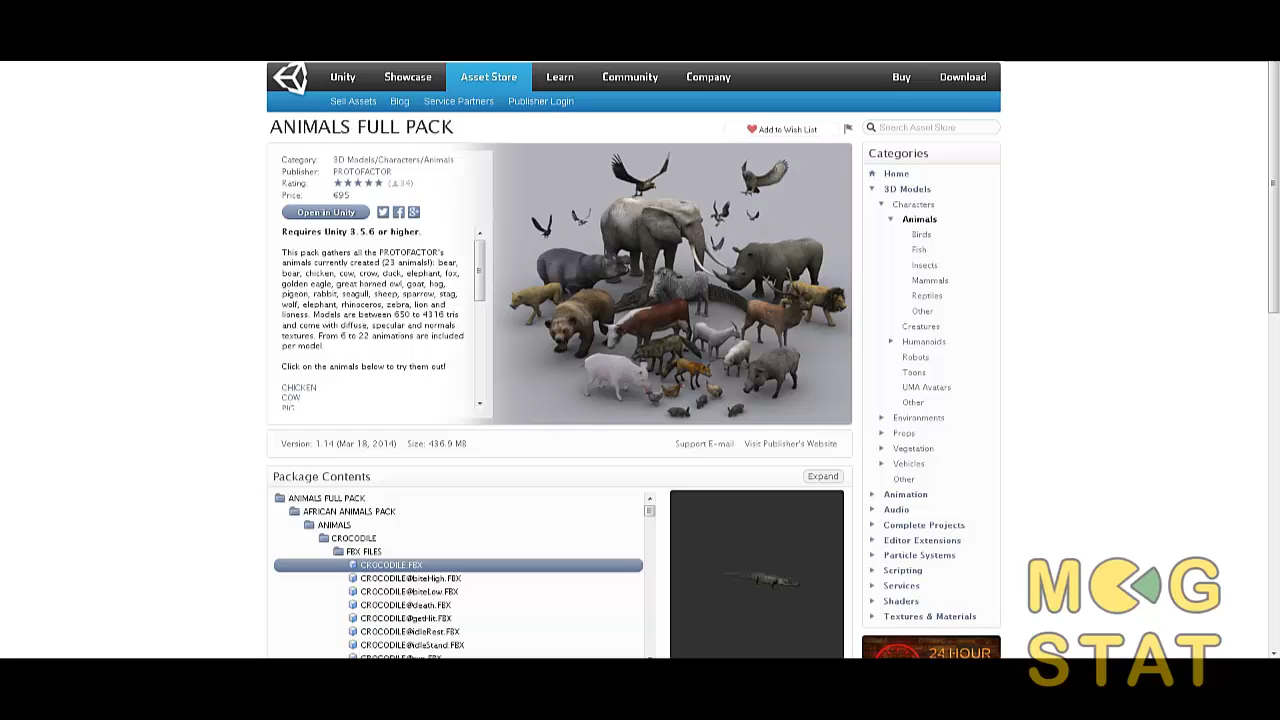 Unity Showcase Asset Store Learn Community Company Buy Download
Sell Assets Blog Service Partners Publisher Login
ANIMALS FULL PACK
Add to Wish List
Search Asset Store
Category: 3D Models/Characters/Animals
Publisher: PROTOFACTOR
Rating: ★★★★★ (34)
Price: €95
Open in Unity
Requires Unity 3.5.6 or higher.
This pack gathers all the PROTOFACTOR's
animals currently created (23 animals): bear,
boar, chicken, cow, crow, duck, elephant, fox,
golden eagle, great horned owl, goat, hog,
pigeon, rabbit, seagull, sheep, sparrow, stag,
wolf, elephant, rhinoceros, zebra, lion and
lioness. Models are between 650 to 4316 tris
and come with diffuse, specular and normals
textures. From 6 to 22 animations are included
per model.
Click on the animals below to try them out!
CHICKEN
COW
PIG
Version: 1.14 (Mar 18, 2014) Size: 436.9 MB
Support E-mail Visit Publisher's Website
Package Contents
Expand
ANIMALS FULL PACK
AFRICAN ANIMALS PACK
ANIMALS
CROCODILE
FBX FILES
CROCODILE.FBX
CROCODILE@biteHigh.FBX
CROCODILE@biteLow.FBX
CROCODILE@death.FBX
CROCODILE@getHit.FBX
CROCODILE@idleRest.FBX
CROCODILE@idleStand.FBX
Categories
Home
3D Models
Characters
Animals
Birds
Fish
Insects
Mammals
Reptiles
Other
Creatures
Humanoids
Robots
Toons
UMA Avatars
Other
Environments
Props
Vegetation
Vehicles
Other
Animation
Audio
Complete Projects
Editor Extensions
Particle Systems
Scripting
Services
Shaders
Textures & Materials
24 HOUR
STAT